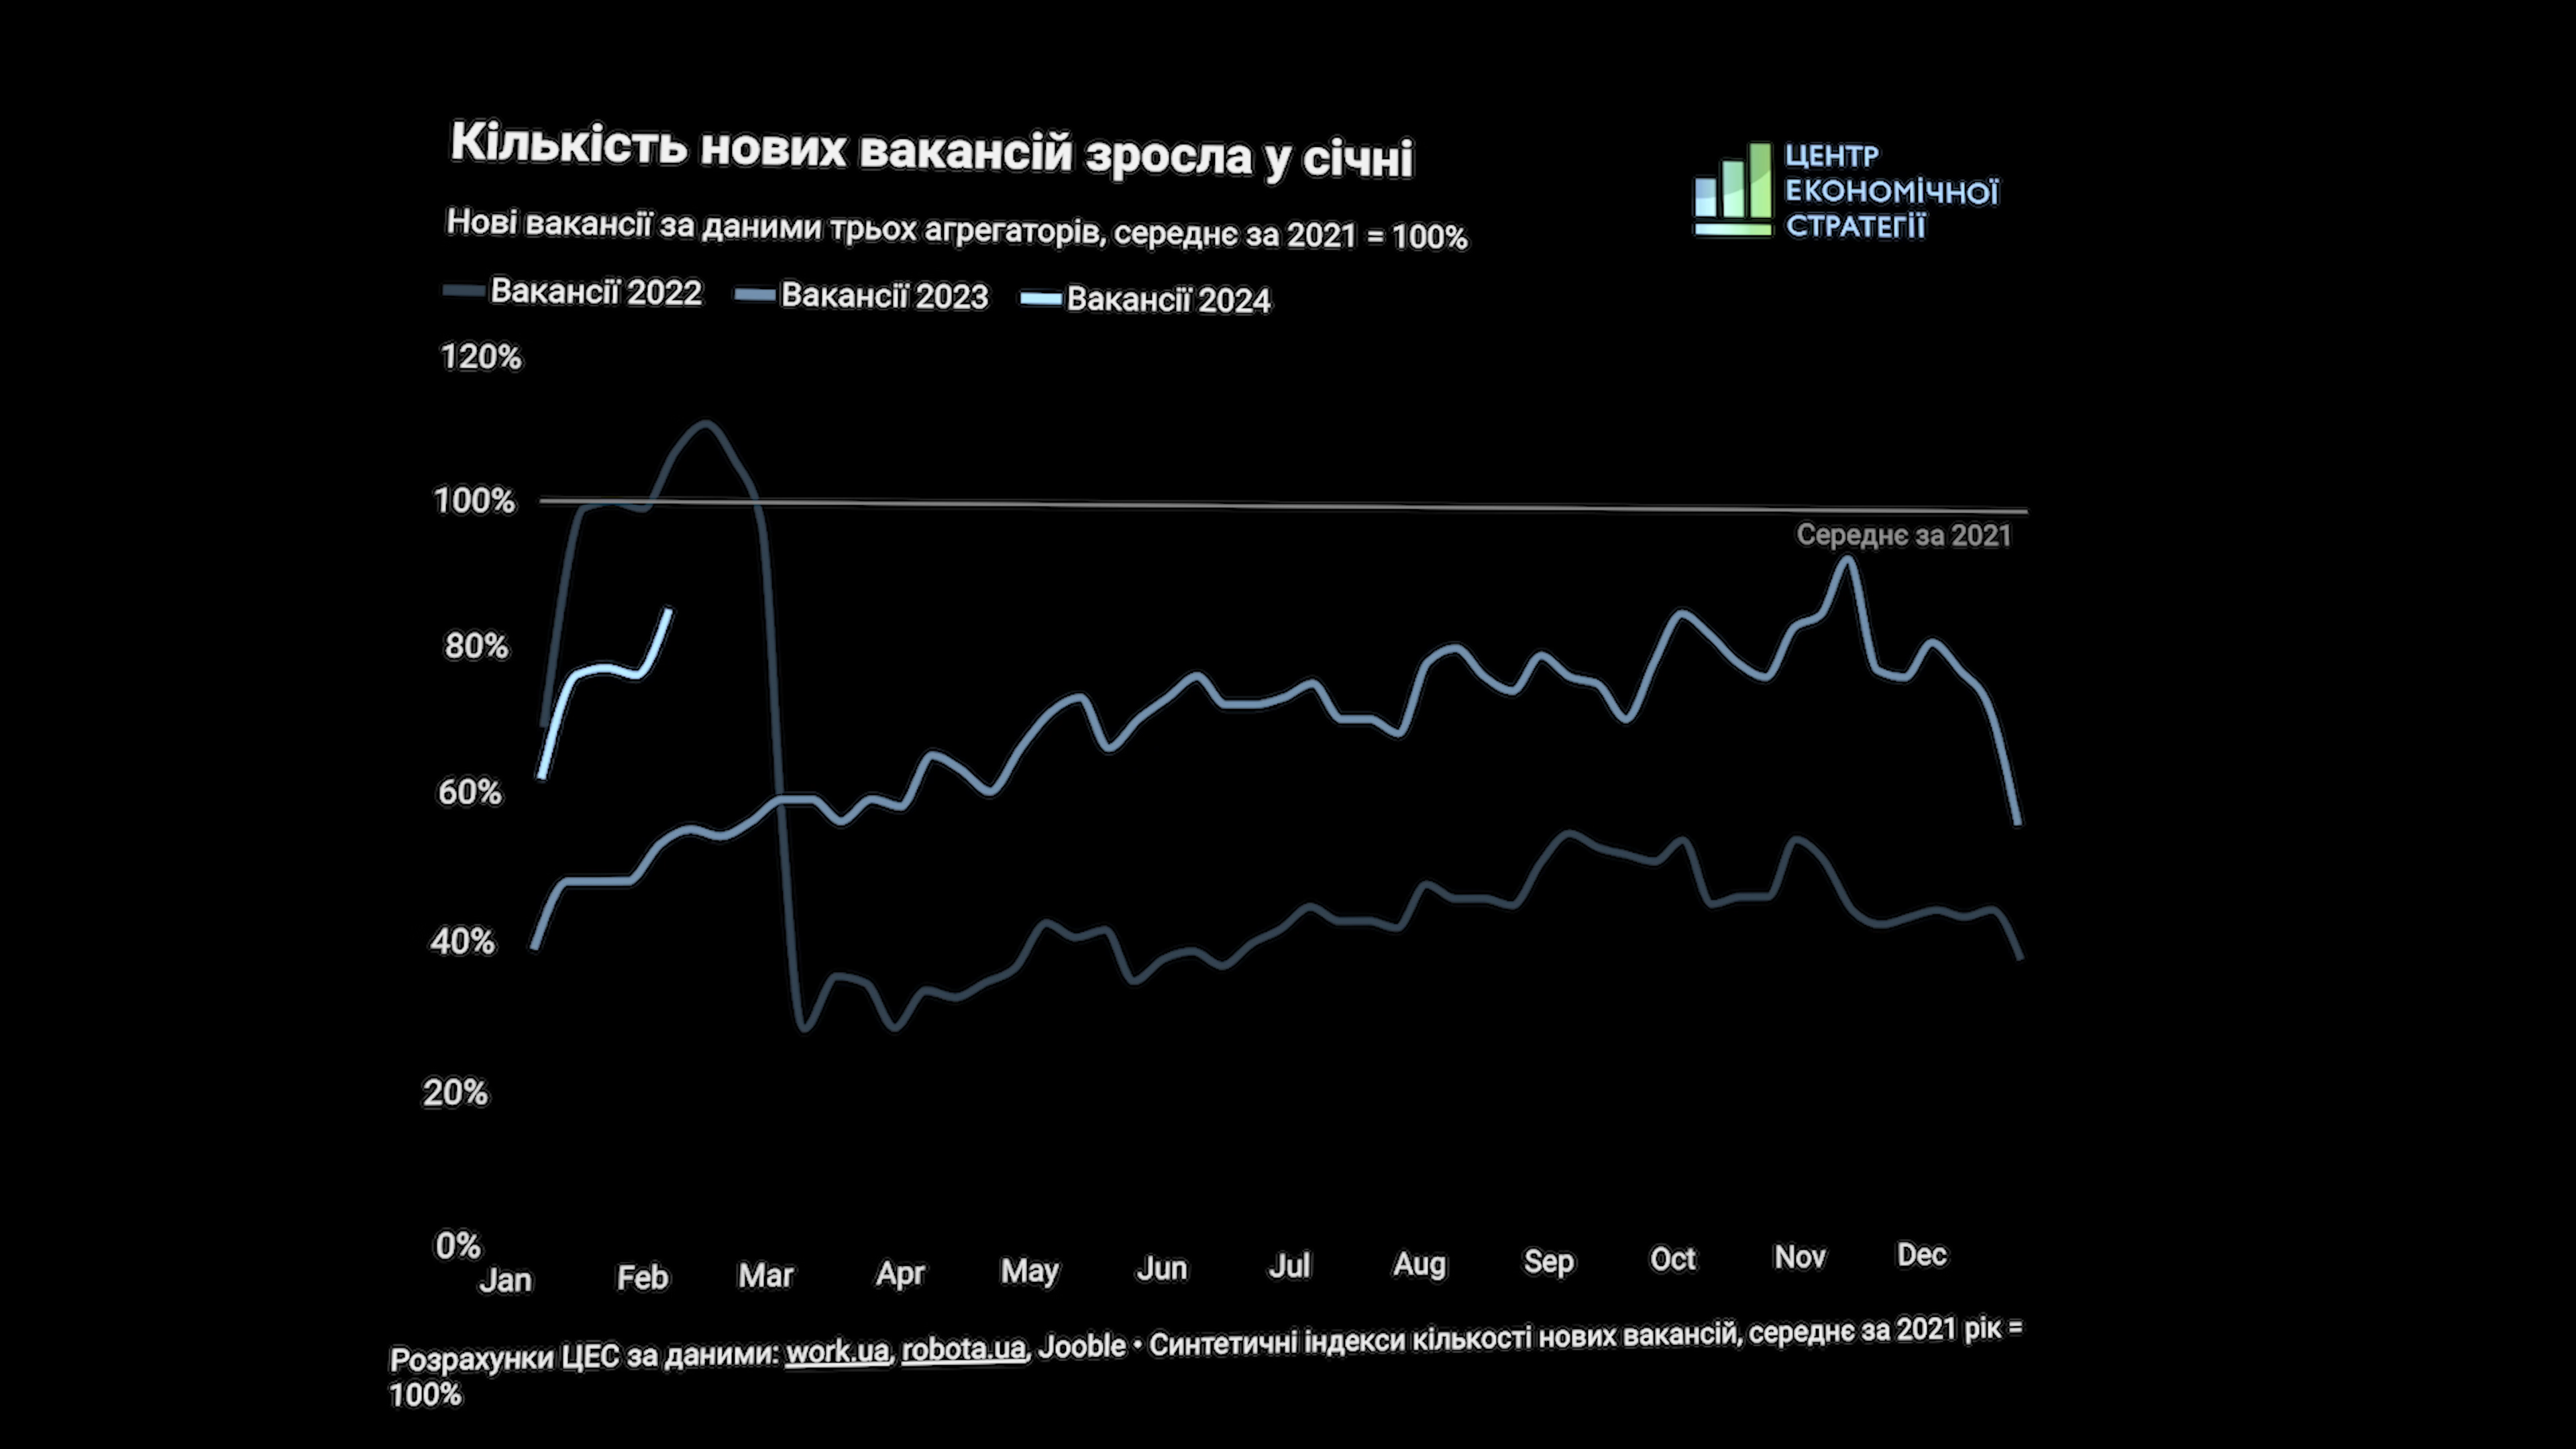 Кількість нових вакансій зросла у січні
ЦЕНТР
ЕКОНОМІЧНОЇ
СТРАТЕГІЇ
Нові вакансії за даними трьох агрегаторів, середнє за 2021 = 100%
Вакансії 2022 Вакансії 2023 Вакансії 2024
120%
100%
Середнє за 2021
80%
60%
40%
20%
0%
Jan Feb Mar Apr May Jun Jul Aug Sep Oct Nov Dec
Розрахунки ЦЕС за даними: work.ua, robota.ua, Jooble • Синтетичні індекси кількості нових вакансій, середнє за 2021 рік =
100%